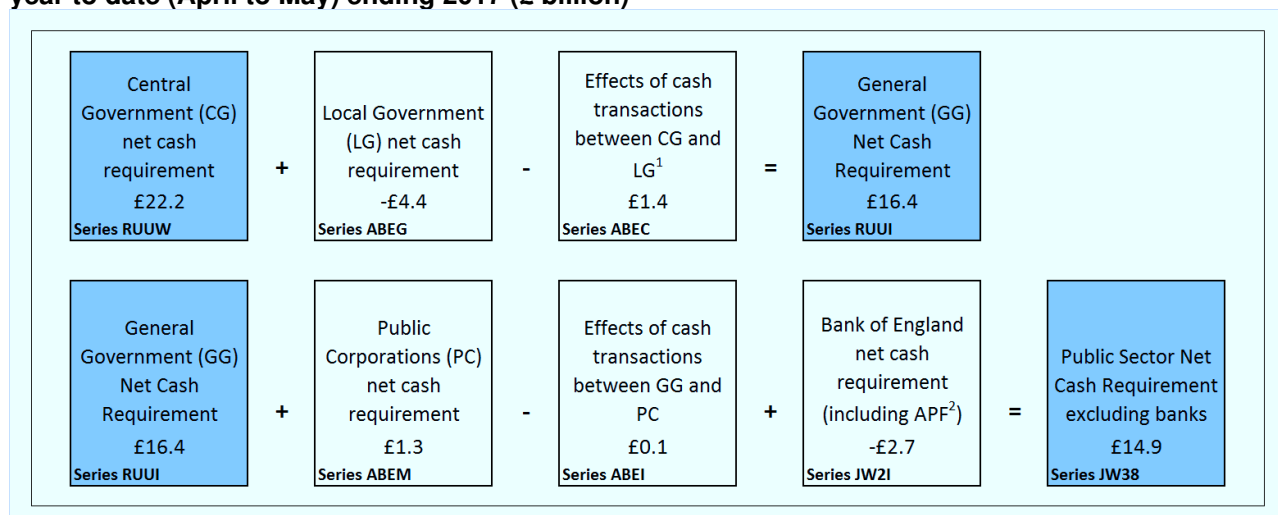 year to date (April to May) ending 2017 (£ billion)
Central
Government (CG)
net cash
requirement
£22.2
Series RUUW
+
Local Government
(LG) net cash
requirement
-£4.4
Series ABEG
-
Effects of cash
transactions
between CG and
LG¹
£1.4
Series ABEC
=
General
Government (GG)
Net Cash
Requirement
£16.4
Series RUUI
General
Government (GG)
Net Cash
Requirement
£16.4
Series RUUI
+
Public
Corporations (PC)
net cash
requirement
£1.3
Series ABEM
-
Effects of cash
transactions
between GG and
PC
£0.1
Series ABEI
+
Bank of England
net cash
requirement
(including APF²)
-£2.7
Series JW2I
=
Public Sector Net
Cash Requirement
excluding banks
£14.9
Series JW38